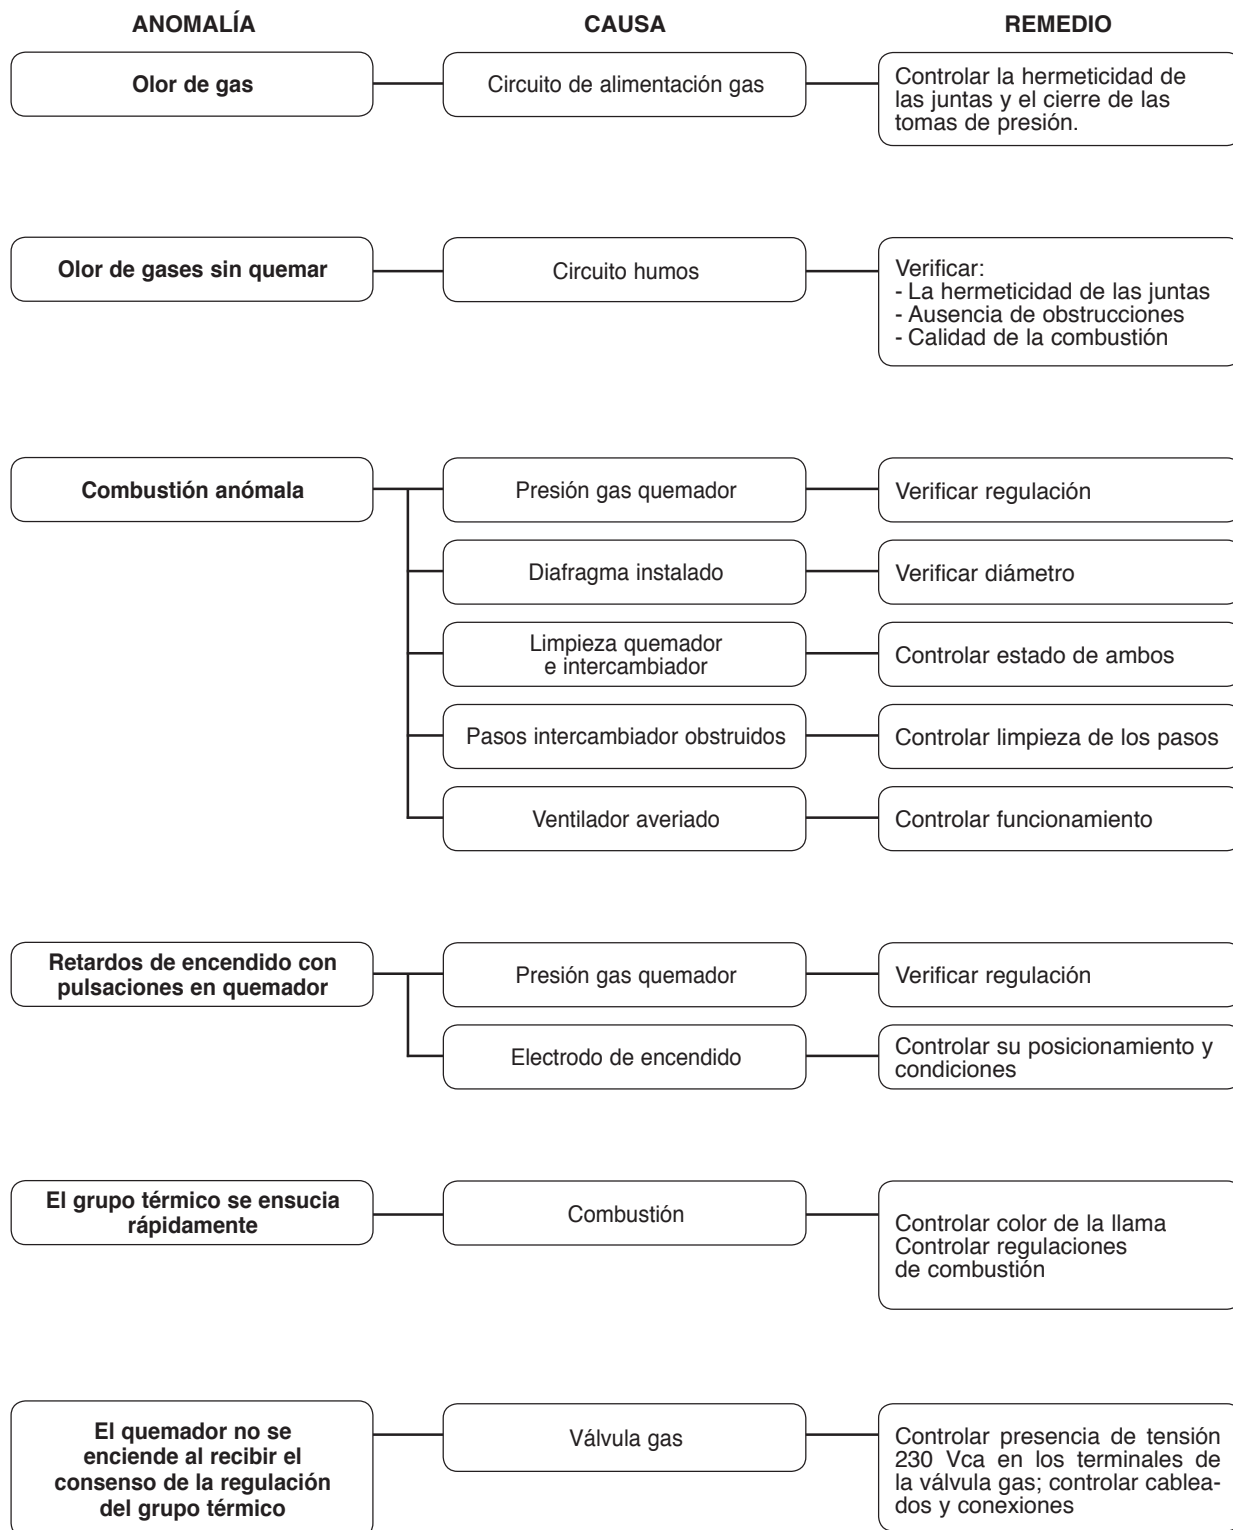 ANOMALÍA CAUSA REMEDIO
Olor de gas
Circuito de alimentación gas
Controlar la hermeticidad de
las juntas y el cierre de las
tomas de presión.
Olor de gases sin quemar
Circuito humos
Verificar:
- La hermeticidad de las juntas
- Ausencia de obstrucciones
- Calidad de la combustión
Combustión anómala
Presión gas quemador
Verificar regulación
Diafragma instalado
Verificar diámetro
Limpieza quemador
e intercambiador
Controlar estado de ambos
Pasos intercambiador obstruidos
Controlar limpieza de los pasos
Ventilador averiado
Controlar funcionamiento
Retardos de encendido con
pulsaciones en quemador
Presión gas quemador
Verificar regulación
Electrodo de encendido
Controlar su posicionamiento y
condiciones
El grupo térmico se ensucia
rápidamente
Combustión
Controlar color de la llama
Controlar regulaciones
de combustión
El quemador no se
enciende al recibir el
consenso de la regulación
del grupo térmico
Válvula gas
Controlar presencia de tensión
230 Vca en los terminales de
la válvula gas; controlar cablea-
dos y conexiones